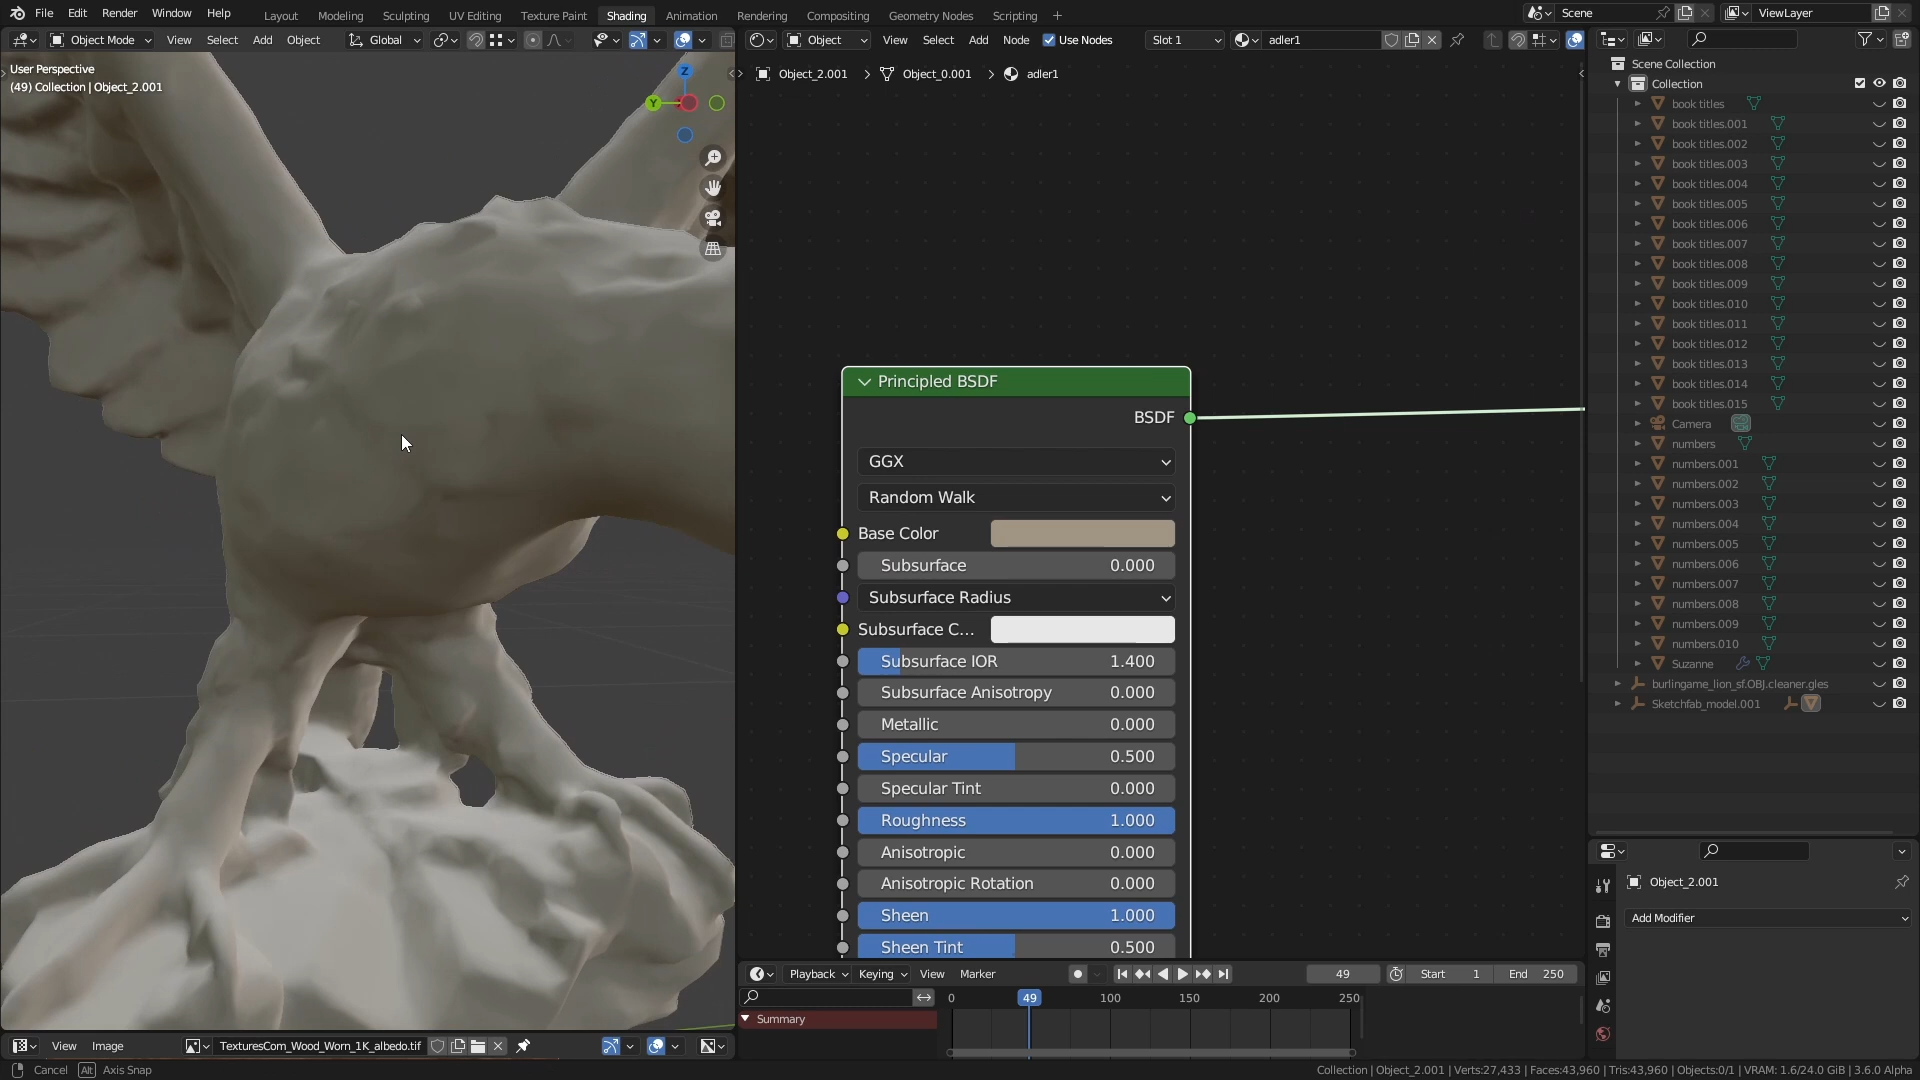 File Edit Render Window Help Layout Modeling Sculpting UV Editing Texture Paint Shading Animation Rendering Compositing Geometry Nodes Scripting + Scene ViewLayer
Object Mode View Select Add Object Global Object View Select Add Node Use Nodes Slot 1 adler1
User Perspective
(49) Collection | Object_2.001
Z
Y
Object_2.001 > Object_0.001 > adler1
Principled BSDF
BSDF
GGX
Random Walk
Base Color
Subsurface 0.000
Subsurface Radius
Subsurface C...
Subsurface IOR 1.400
Subsurface Anisotropy 0.000
Metallic 0.000
Specular 0.500
Specular Tint 0.000
Roughness 1.000
Anisotropic 0.000
Anisotropic Rotation 0.000
Sheen 1.000
Sheen Tint 0.500
Scene Collection
Collection
book titles
book titles.001
book titles.002
book titles.003
book titles.004
book titles.005
book titles.006
book titles.007
book titles.008
book titles.009
book titles.010
book titles.011
book titles.012
book titles.013
book titles.014
book titles.015
Camera
numbers
numbers.001
numbers.002
numbers.003
numbers.004
numbers.005
numbers.006
numbers.007
numbers.008
numbers.009
numbers.010
Suzanne
burlingame_lion_sf.OBJ.cleaner.gles
Sketchfab_model.001
Object_2.001
Add Modifier
Playback Keying View Marker 49 Start 1 End 250
0 49 100 150 200 250
Summary
View Image TexturesCom_Wood_Worn_1K_albedo.tif
Cancel Alt Axis Snap
Collection | Object_2.001 | Verts:27,433 | Faces:43,960 | Tris:43,960 | Objects:0/1 | VRAM: 1.6/24.0 GiB | 3.6.0 Alpha